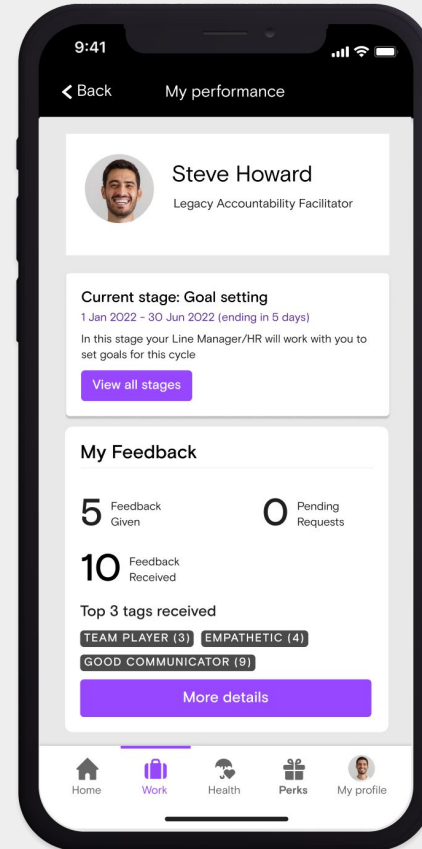 9:41
Back
My performance
Steve Howard
Legacy Accountability Facilitator
Current stage: Goal setting
1 Jan 2022 - 30 Jun 2022 (ending in 5 days)
In this stage your Line Manager/HR will work with you to
set goals for this cycle
View all stages
My Feedback
5 Feedback
Given
0 Pending
Requests
10 Feedback
Received
Top 3 tags received
TEAM PLAYER (3) EMPATHETIC (4)
GOOD COMMUNICATOR (9)
More details
Home Work Health Perks My profile